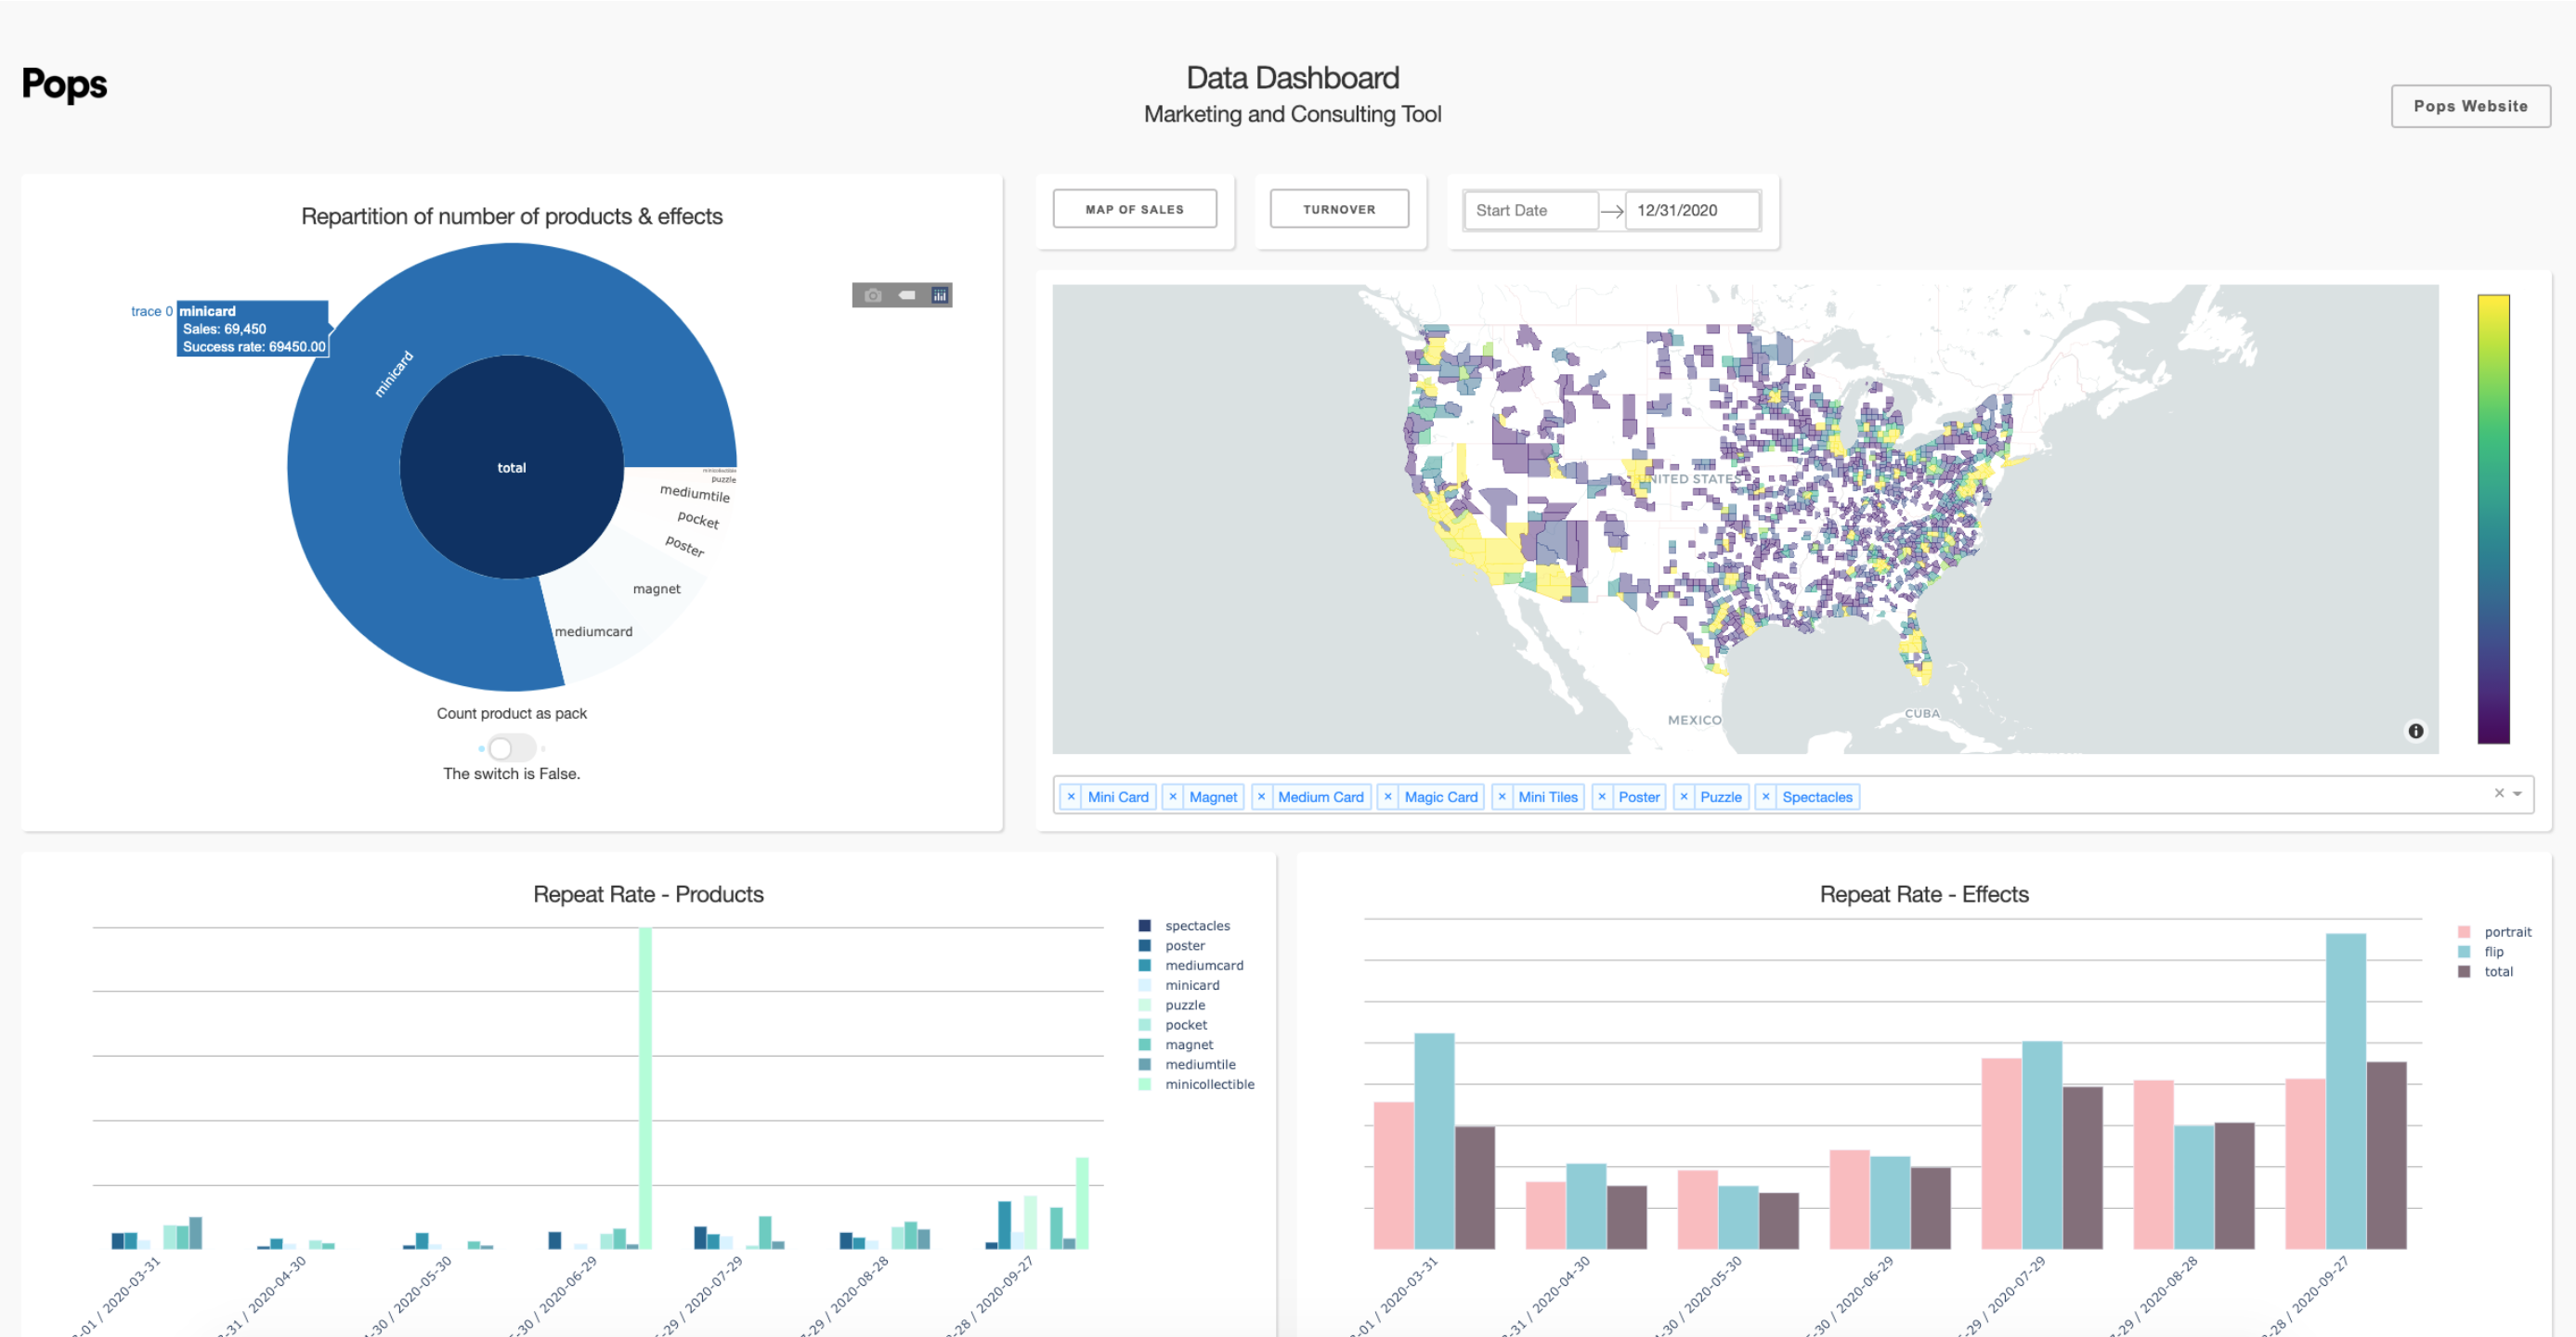 Pops
Data Dashboard
Marketing and Consulting Tool
Pops Website
Repartition of number of products & effects
trace 0
minicard
Sales: 69,450
Success rate: 69450.00
minicard
total
minicollectible
puzzle
mediumtile
pocket
poster
magnet
mediumcard
Count product as pack
The switch is False.
MAP OF SALES
TURNOVER
Start Date
12/31/2020
UNITED STATES
MEXICO
CUBA
× Mini Card × Magnet × Medium Card × Magic Card × Mini Tiles × Poster × Puzzle × Spectacles
Repeat Rate - Products
spectacles
poster
mediumcard
minicard
puzzle
pocket
magnet
mediumtile
minicollectible
-01 / 2020-03-31
-31 / 2020-04-30
-30 / 2020-05-30
-30 / 2020-06-29
-29 / 2020-07-29
-29 / 2020-08-28
-28 / 2020-09-27
Repeat Rate - Effects
portrait
flip
total
-01 / 2020-03-31
-31 / 2020-04-30
-30 / 2020-05-30
-30 / 2020-06-29
-29 / 2020-07-29
-29 / 2020-08-28
-28 / 2020-09-27